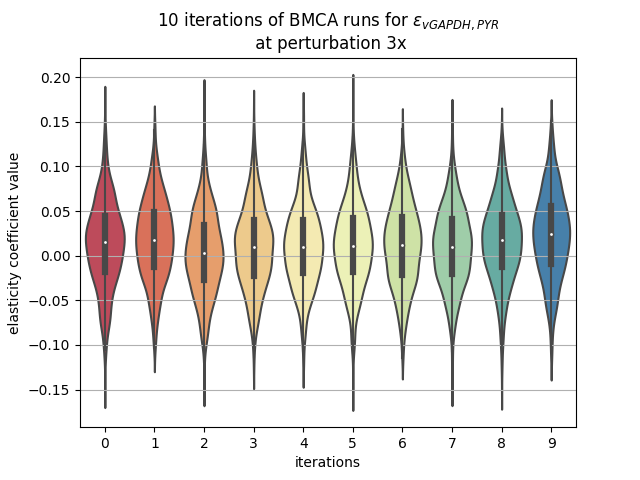 10 iterations of BMCA runs for ε_vGAPDH,PYR
at perturbation 3x
elasticity coefficient value
0.20
0.15
0.10
0.05
0.00
−0.05
−0.10
−0.15
0 1 2 3 4 5 6 7 8 9
iterations